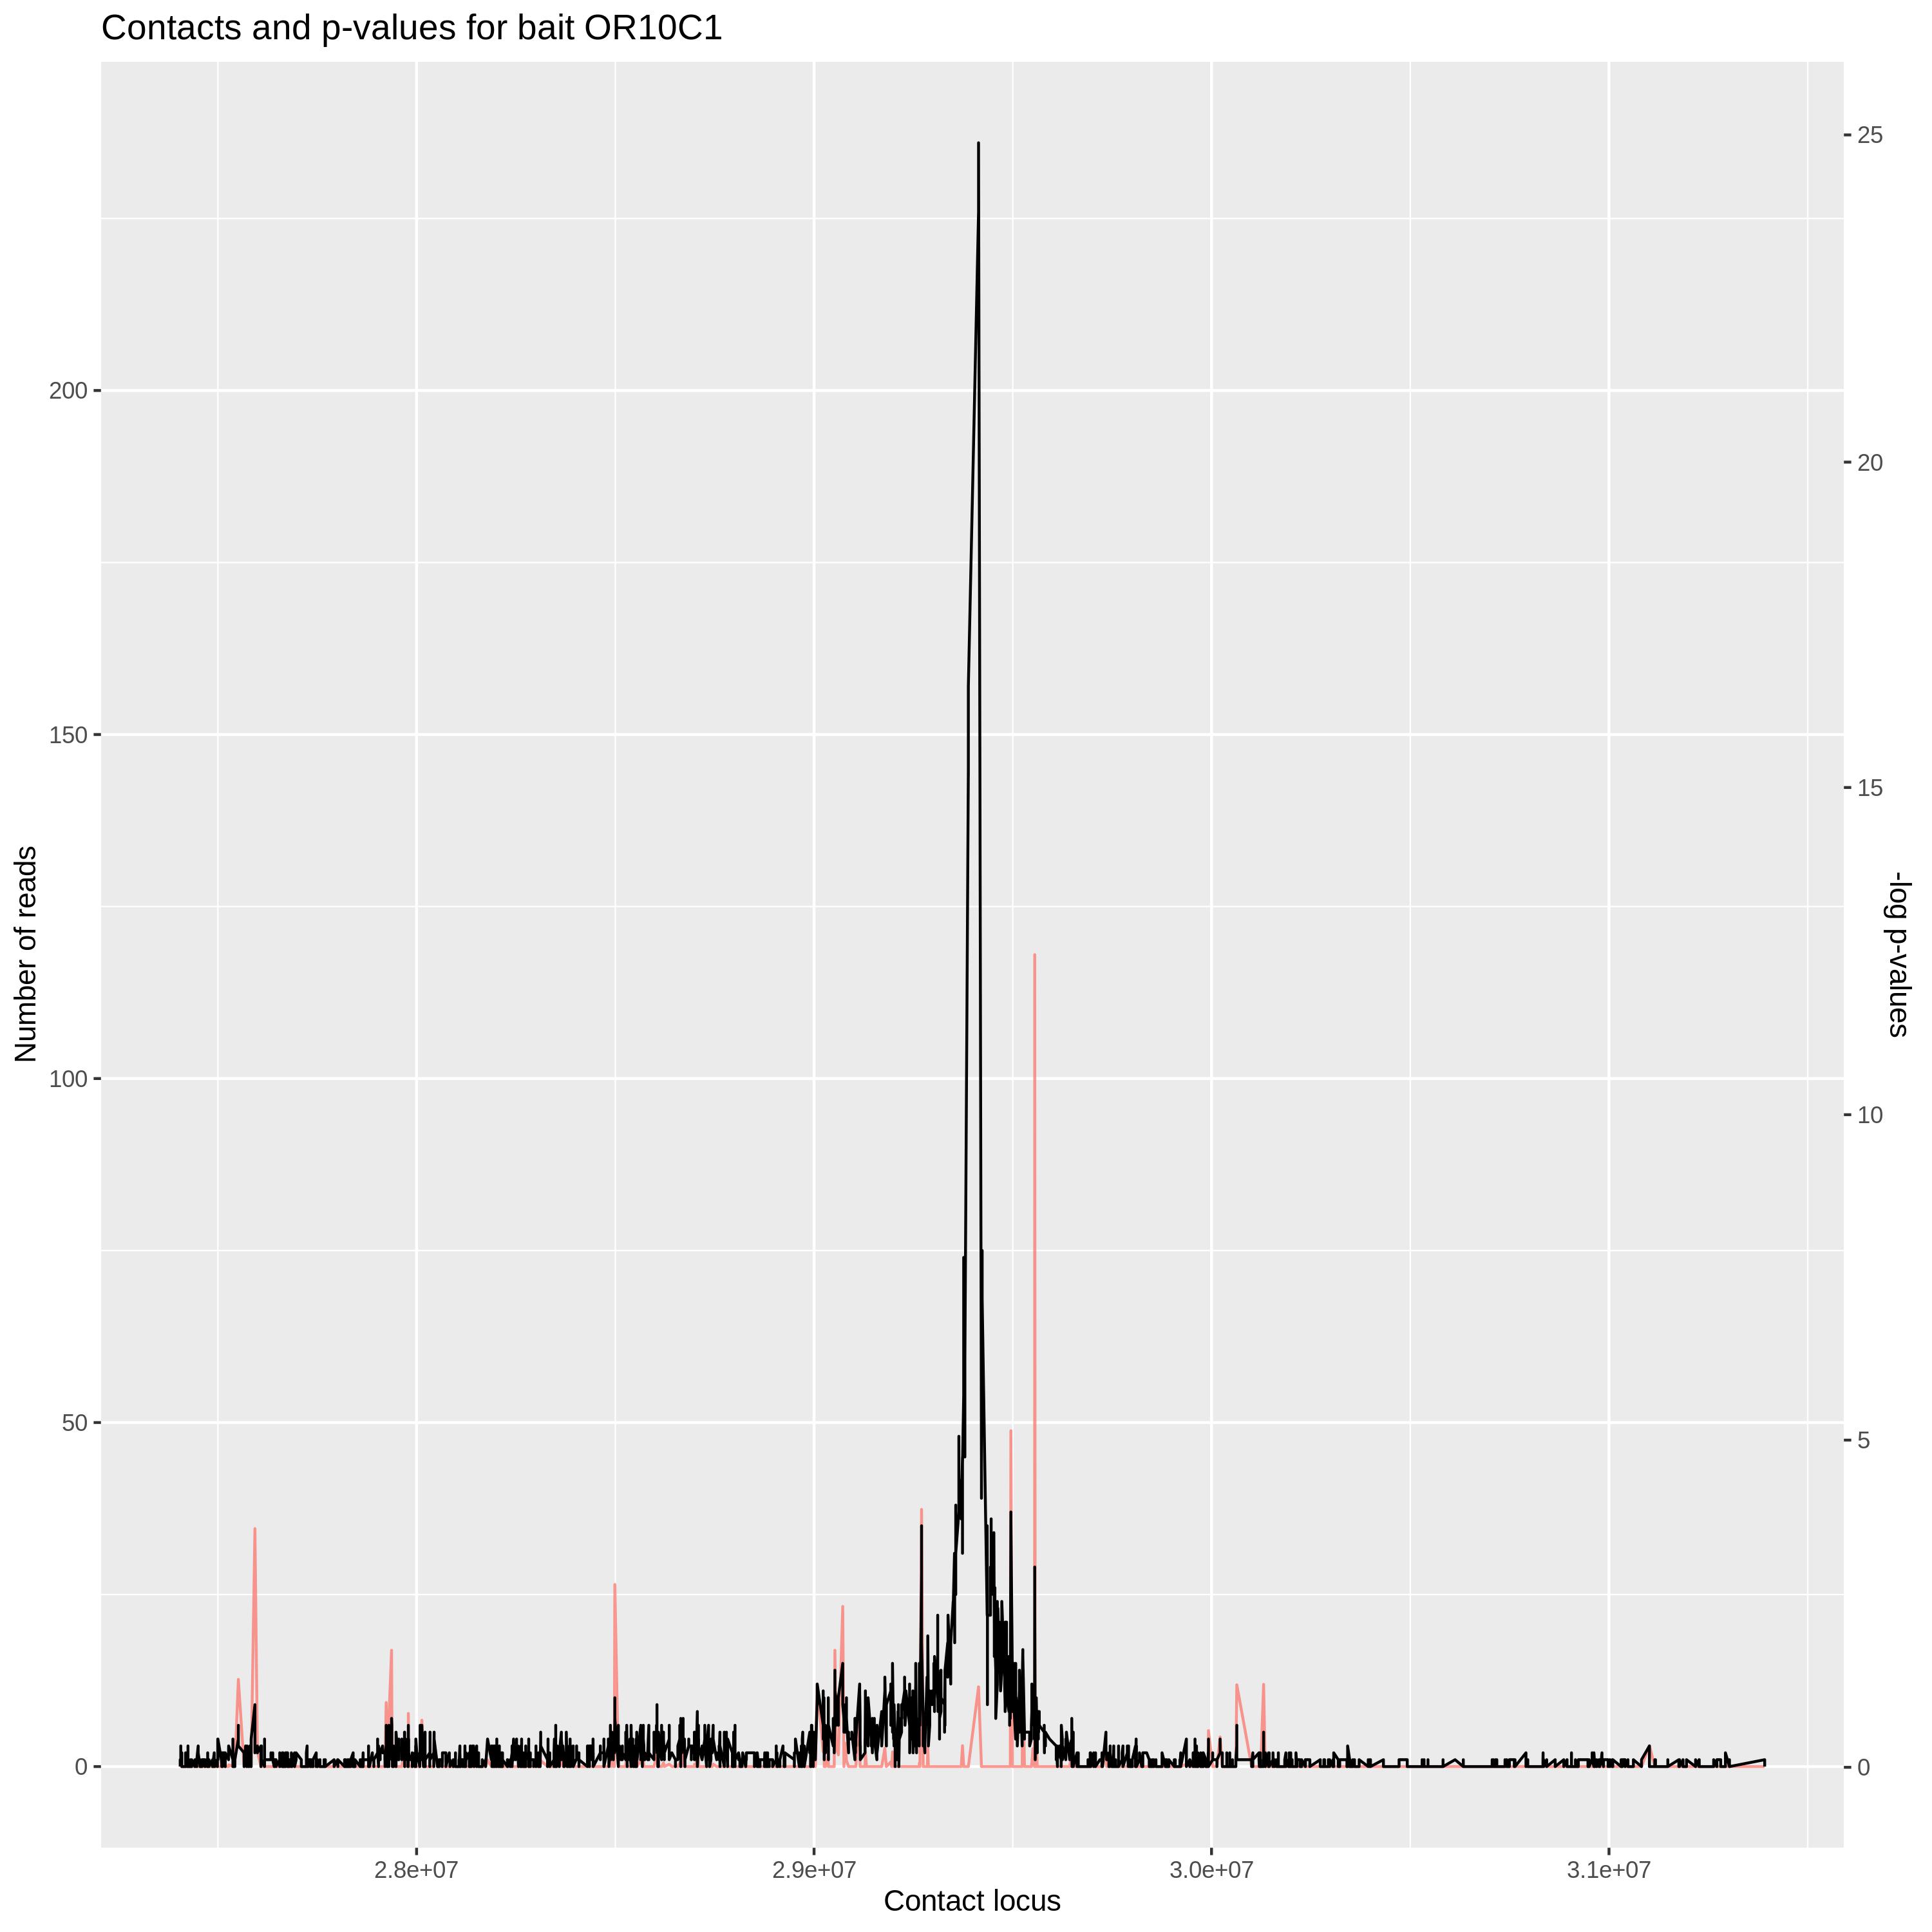 Contacts and p-values for bait OR10C1
25
200
20
150
15
Number of reads
-log p-values
100
10
50
5
0
0
2.8e+07
2.9e+07
3.0e+07
3.1e+07
Contact locus